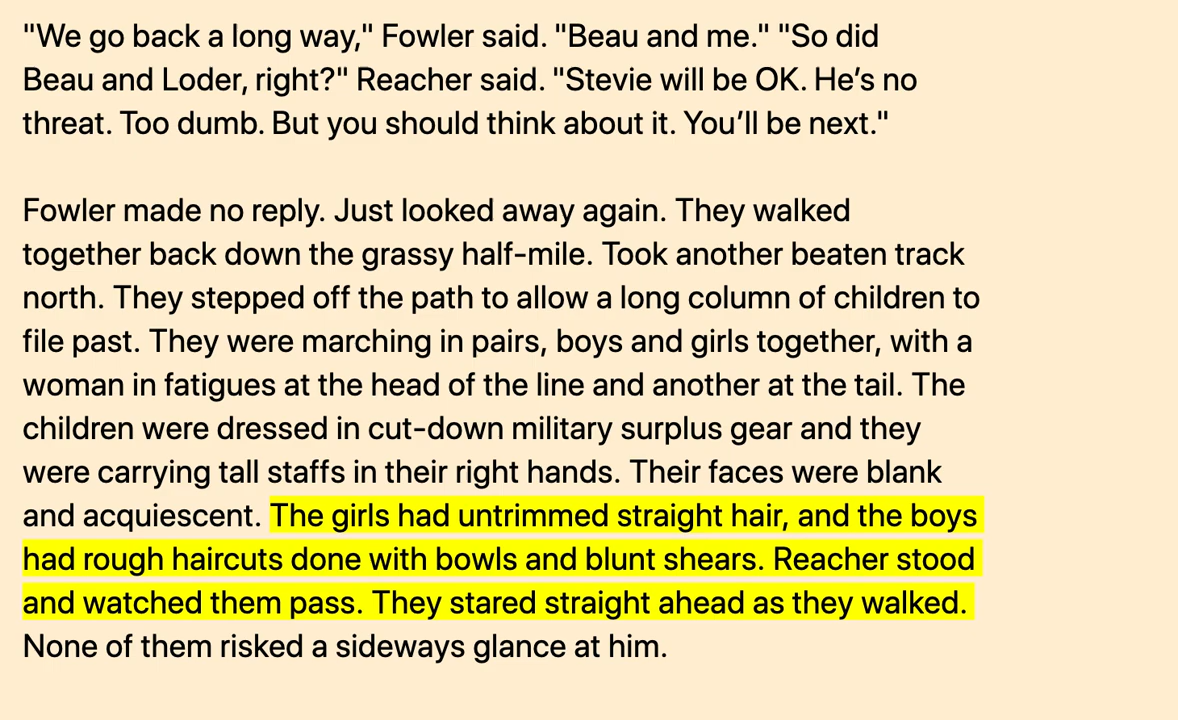 "We go back a long way," Fowler said. "Beau and me." "So did
Beau and Loder, right?" Reacher said. "Stevie will be OK. He’s no
threat. Too dumb. But you should think about it. You’ll be next."

Fowler made no reply. Just looked away again. They walked
together back down the grassy half-mile. Took another beaten track
north. They stepped off the path to allow a long column of children to
file past. They were marching in pairs, boys and girls together, with a
woman in fatigues at the head of the line and another at the tail. The
children were dressed in cut-down military surplus gear and they
were carrying tall staffs in their right hands. Their faces were blank
and acquiescent. The girls had untrimmed straight hair, and the boys
had rough haircuts done with bowls and blunt shears. Reacher stood
and watched them pass. They stared straight ahead as they walked.
None of them risked a sideways glance at him.